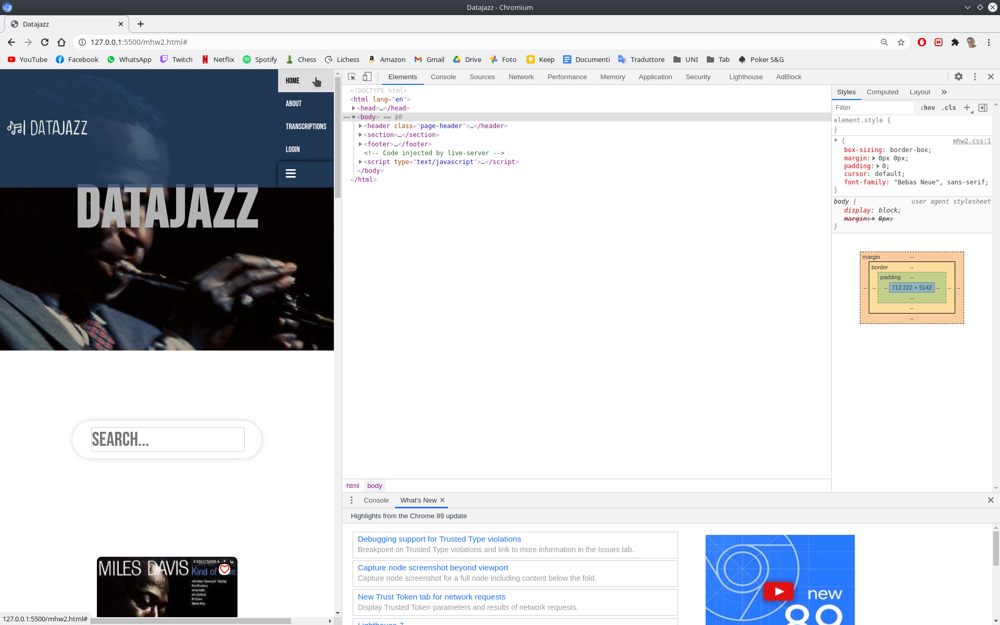 Datajazz - Chromium
Datajazz
127.0.0.1:5500/mhw2.html#
YouTube Facebook WhatsApp Twitch Netflix Spotify Chess Lichess Amazon Gmail Drive Foto Keep Documenti Traduttore UNI Tab Poker S&G
HOME
ABOUT
TRANSCRIPTIONS
LOGIN
DATAJAZZ
DATAJAZZ
SEARCH...
MILES DAVIS
COLUMBIA
Kind of
127.0.0.1:5500/mhw2.html#
Elements Console Sources Network Performance Memory Application Security Lighthouse AdBlock
<!DOCTYPE html>
<html lang="en">
<head>…</head>
<body> == $0
<header class="page-header">…</header>
<section>…</section>
<footer>…</footer>
<!-- Code injected by live-server -->
<script type="text/javascript">…</script>
</body>
</html>
html body
Styles Computed Layout
Filter :hov .cls
element.style {
}
* { mhw2.css:1
box-sizing: border-box;
margin: 0px 0px;
padding: 0;
cursor: default;
font-family: "Bebas Neue", sans-serif;
}
body { user agent stylesheet
display: block;
margin: 8px;
}
margin –
border –
padding –
– – – 712.222 × 5142 – – –
–
–
–
Console What's New
Highlights from the Chrome 89 update
Debugging support for Trusted Type violations
Breakpoint on Trusted Type violations and link to more information in the Issues tab.
Capture node screenshot beyond viewport
Capture node screenshot for a full node including content below the fold.
New Trust Token tab for network requests
Display Trusted Token parameters and results of network requests.
Lighthouse 7
new
89